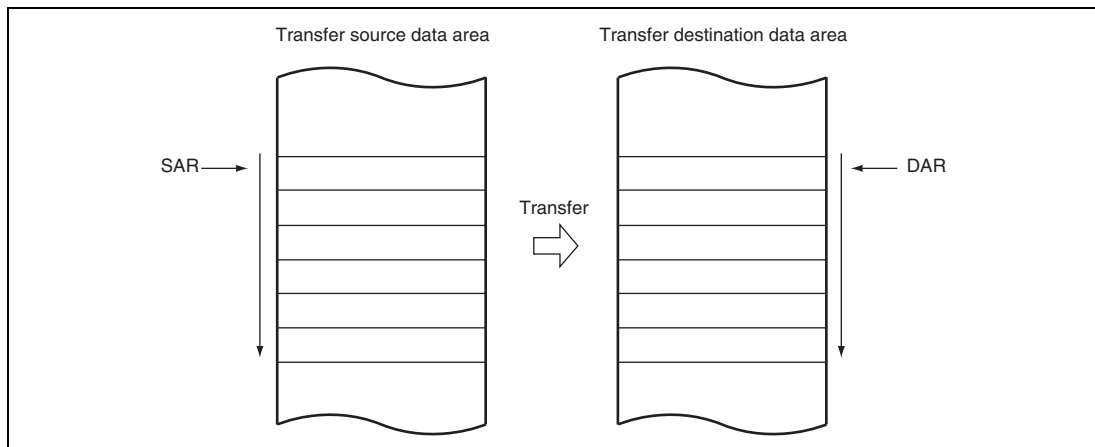 Transfer source data area
Transfer destination data area
SAR
Transfer
DAR